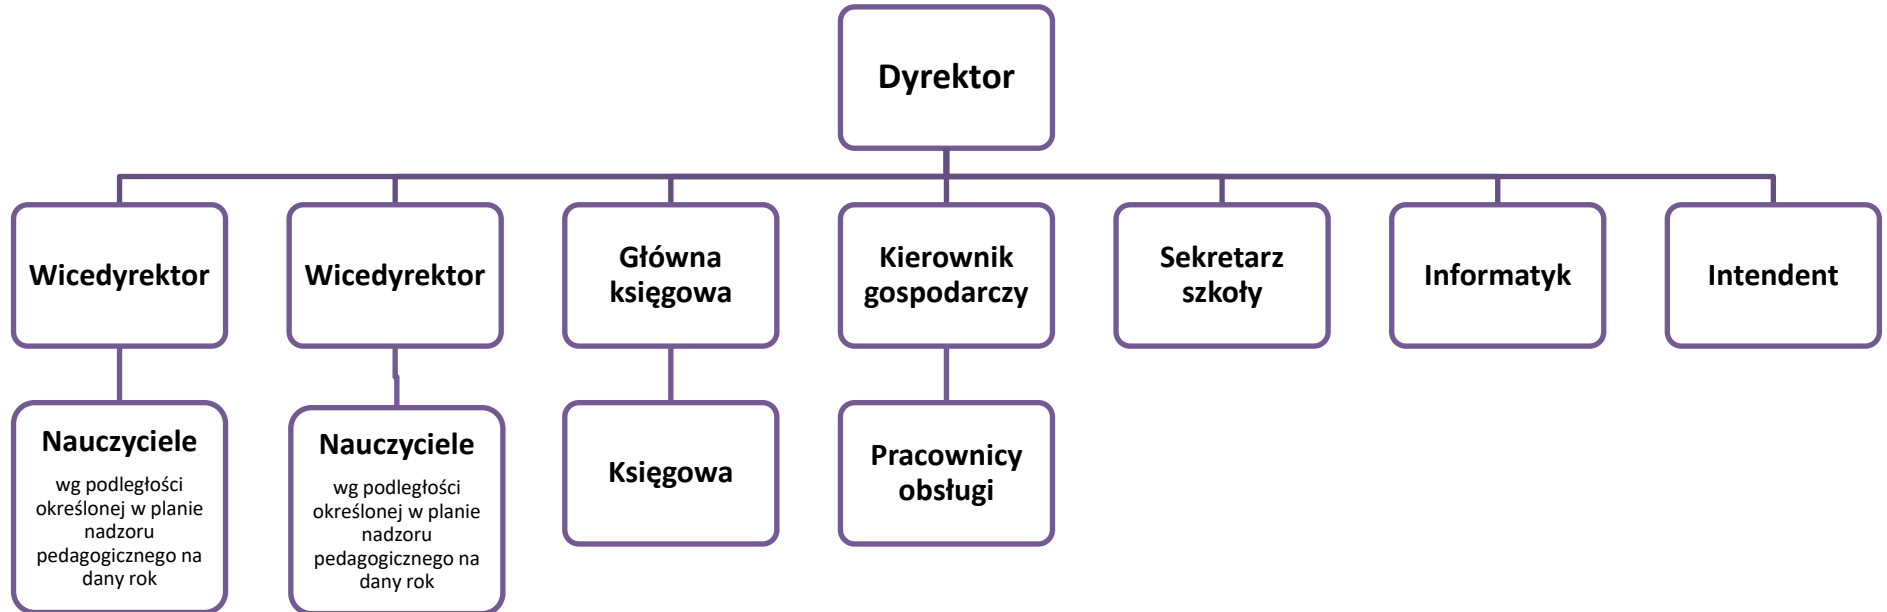 Dyrektor
Wicedyrektor
Wicedyrektor
Główna
księgowa
Kierownik
gospodarczy
Sekretarz
szkoły
Informatyk
Intendent
Nauczyciele
wg podległości
określonej w planie
nadzoru
pedagogicznego na
dany rok
Nauczyciele
wg podległości
określonej w planie
nadzoru
pedagogicznego na
dany rok
Księgowa
Pracownicy
obsługi